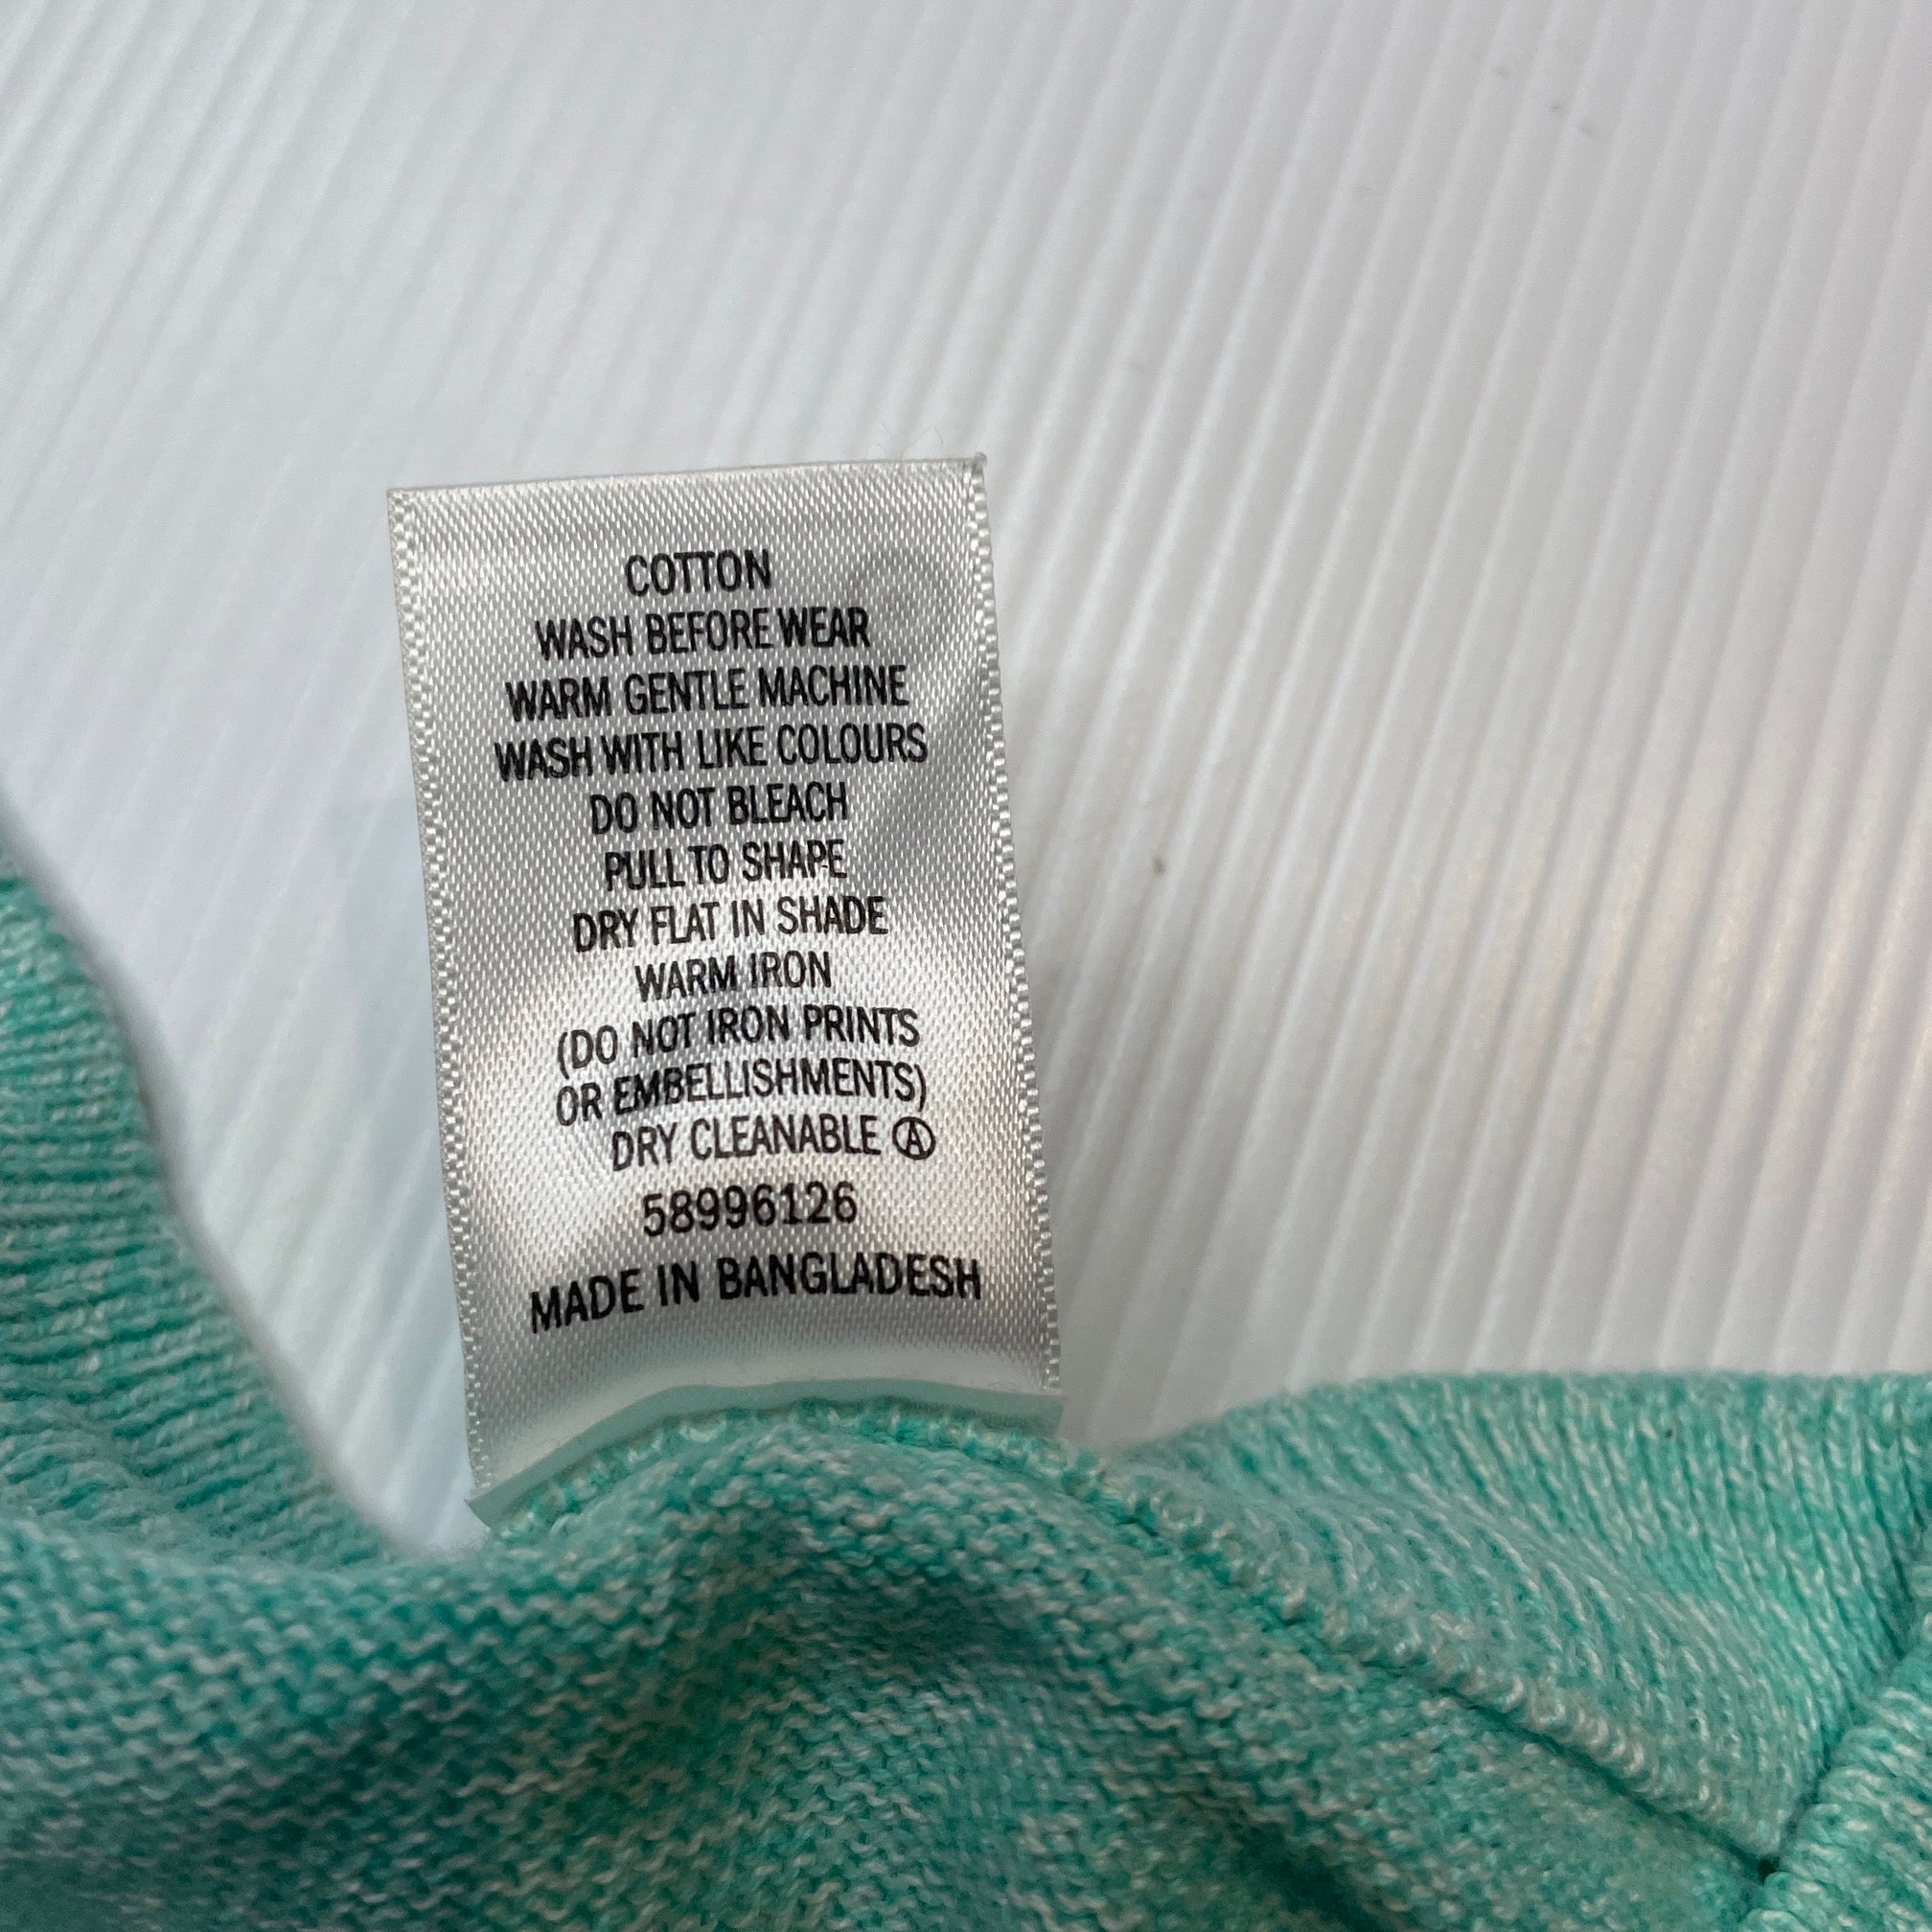 COTTON
WASH BEFORE WEAR
WARM GENTLE MACHINE
WASH WITH LIKE COLOURS
DO NOT BLEACH
PULL TO SHAPE
DRY FLAT IN SHADE
WARM IRON
(DO NOT IRON PRINTS
OR EMBELLISHMENTS)
DRY CLEANABLE Ⓐ
58996126
MADE IN BANGLADESH